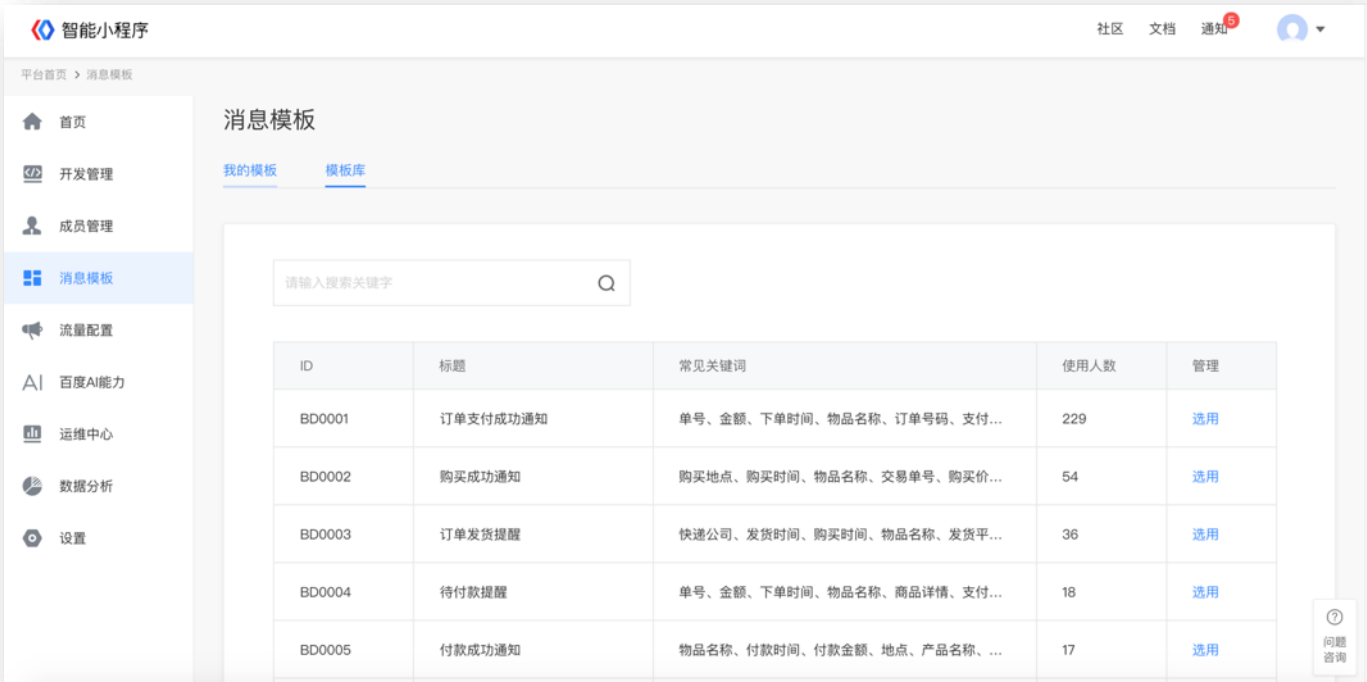 智能小程序
社区 文档 通知 5
平台首页 > 消息模板
首页
开发管理
成员管理
消息模板
流量配置
AI 百度AI能力
运维中心
数据分析
设置
消息模板
我的模板 模板库
请输入搜索关键字
ID 标题 常见关键词 使用人数 管理
BD0001 订单支付成功通知 单号、金额、下单时间、物品名称、订单号码、支付... 229 选用
BD0002 购买成功通知 购买地点、购买时间、物品名称、交易单号、购买价... 54 选用
BD0003 订单发货提醒 快递公司、发货时间、购买时间、物品名称、发货平... 36 选用
BD0004 待付款提醒 单号、金额、下单时间、物品名称、商品详情、支付... 18 选用
BD0005 付款成功通知 物品名称、付款时间、付款金额、地点、产品名称、... 17 选用
问题
咨询